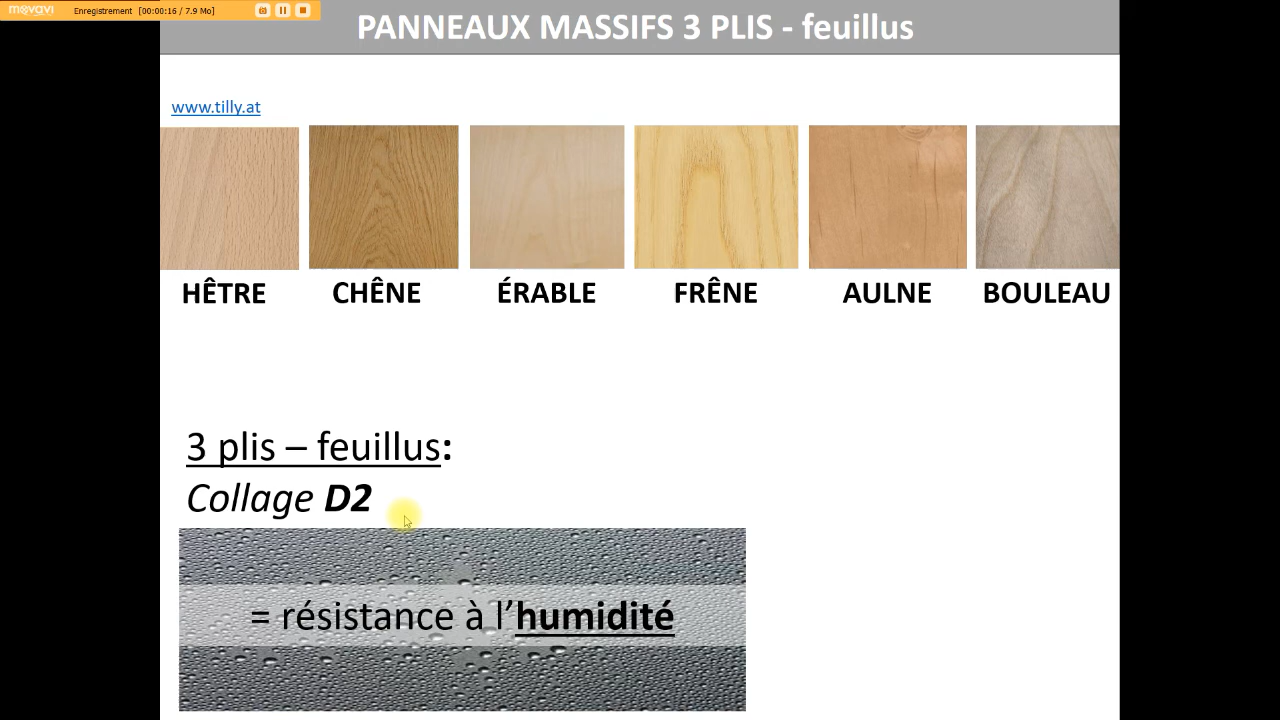 movavi
Enregistrement [00:00:16 / 7.9 Mo]
PANNEAUX MASSIFS 3 PLIS - feuillus
www.tilly.at
HÊTRE CHÊNE ÉRABLE FRÊNE AULNE BOULEAU
3 plis – feuillus:
Collage D2
= résistance à l’humidité